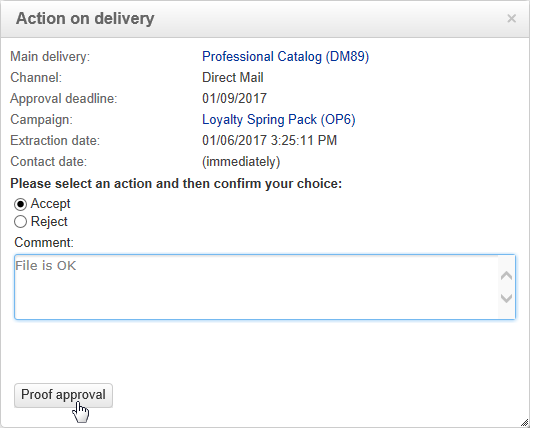 Action on delivery ×
Main delivery: Professional Catalog (DM89)
Channel: Direct Mail
Approval deadline: 01/09/2017
Campaign: Loyalty Spring Pack (OP6)
Extraction date: 01/06/2017 3:25:11 PM
Contact date: (immediately)
Please select an action and then confirm your choice:
Accept
Reject
Comment:
File is OK
Proof approval